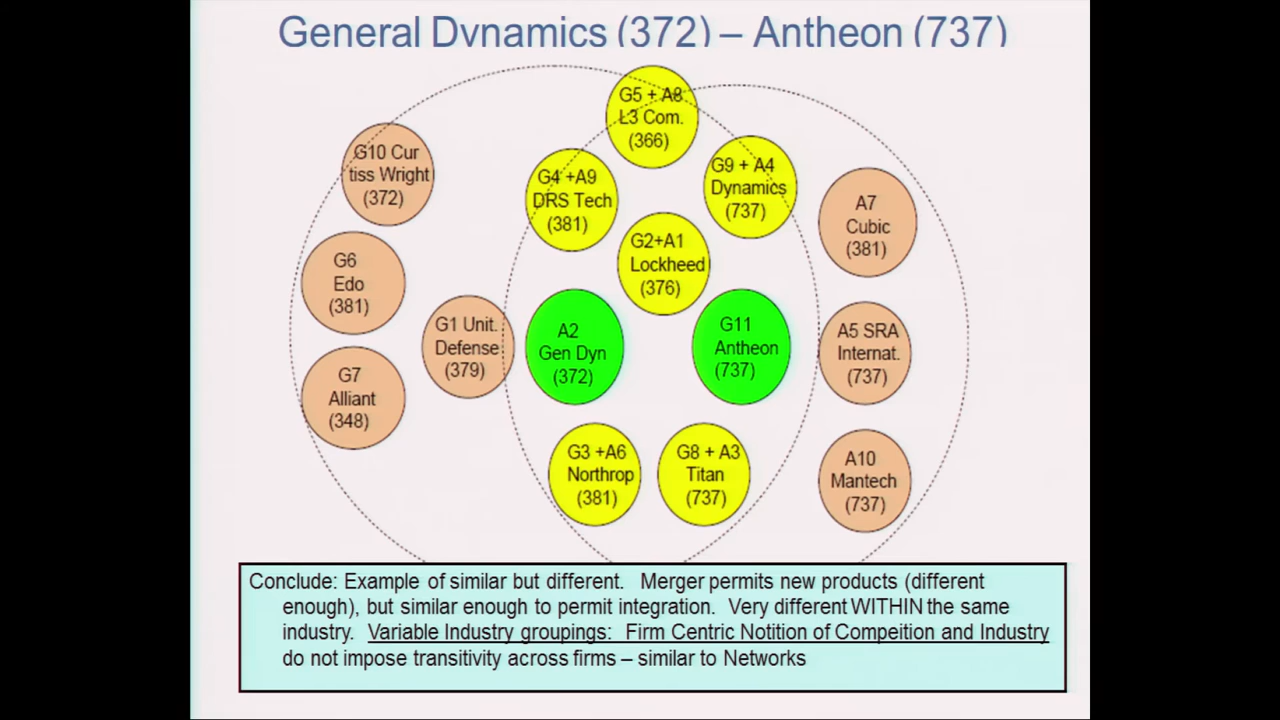 General Dynamics (372) – Antheon (737)
G5 + A8
L3 Com.
(366)
G10 Cur
tiss Wright
(372)
G4 +A9
DRS Tech
(381)
G9 + A4
Dynamics
(737)
A7
Cubic
(381)
G2+A1
Lockheed
(376)
G6
Edo
(381)
G1 Unit.
Defense
(379)
A2
Gen Dyn
(372)
G11
Antheon
(737)
A5 SRA
Internat.
(737)
G7
Alliant
(348)
G3 +A6
Northrop
(381)
G8 + A3
Titan
(737)
A10
Mantech
(737)
Conclude: Example of similar but different. Merger permits new products (different
enough), but similar enough to permit integration. Very different WITHIN the same
industry. Variable Industry groupings: Firm Centric Notition of Compeition and Industry
do not impose transitivity across firms – similar to Networks